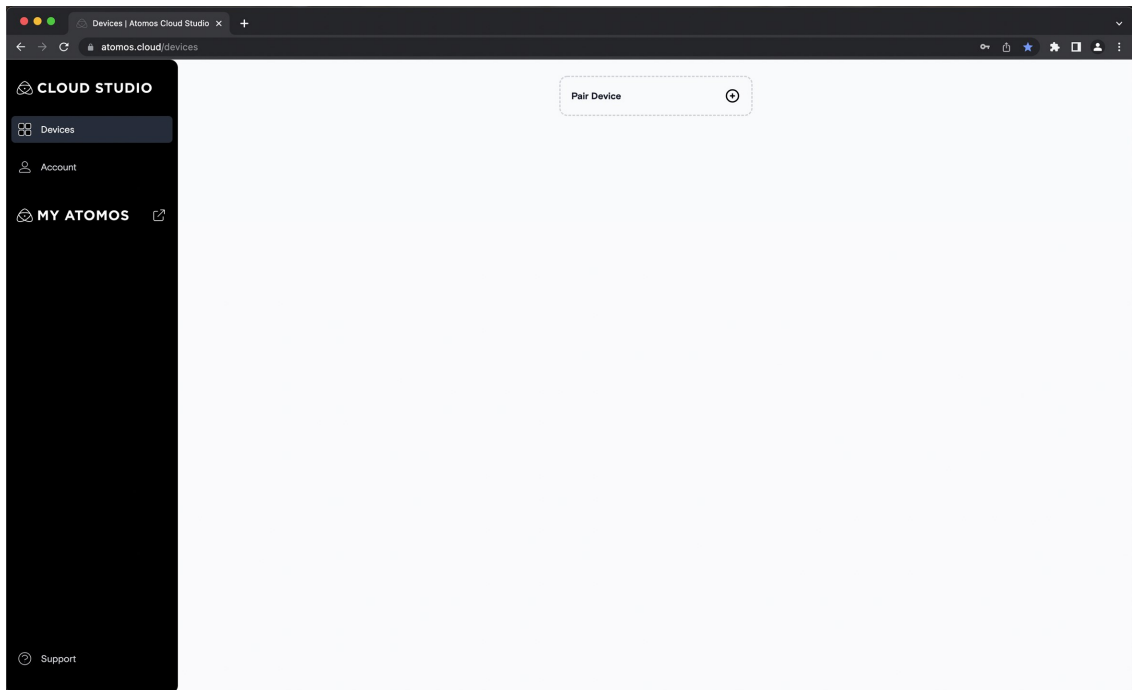 Devices | Atomos Cloud Studio
atomos.cloud/devices
CLOUD STUDIO
Devices
Account
MY ATOMOS
Support
Pair Device